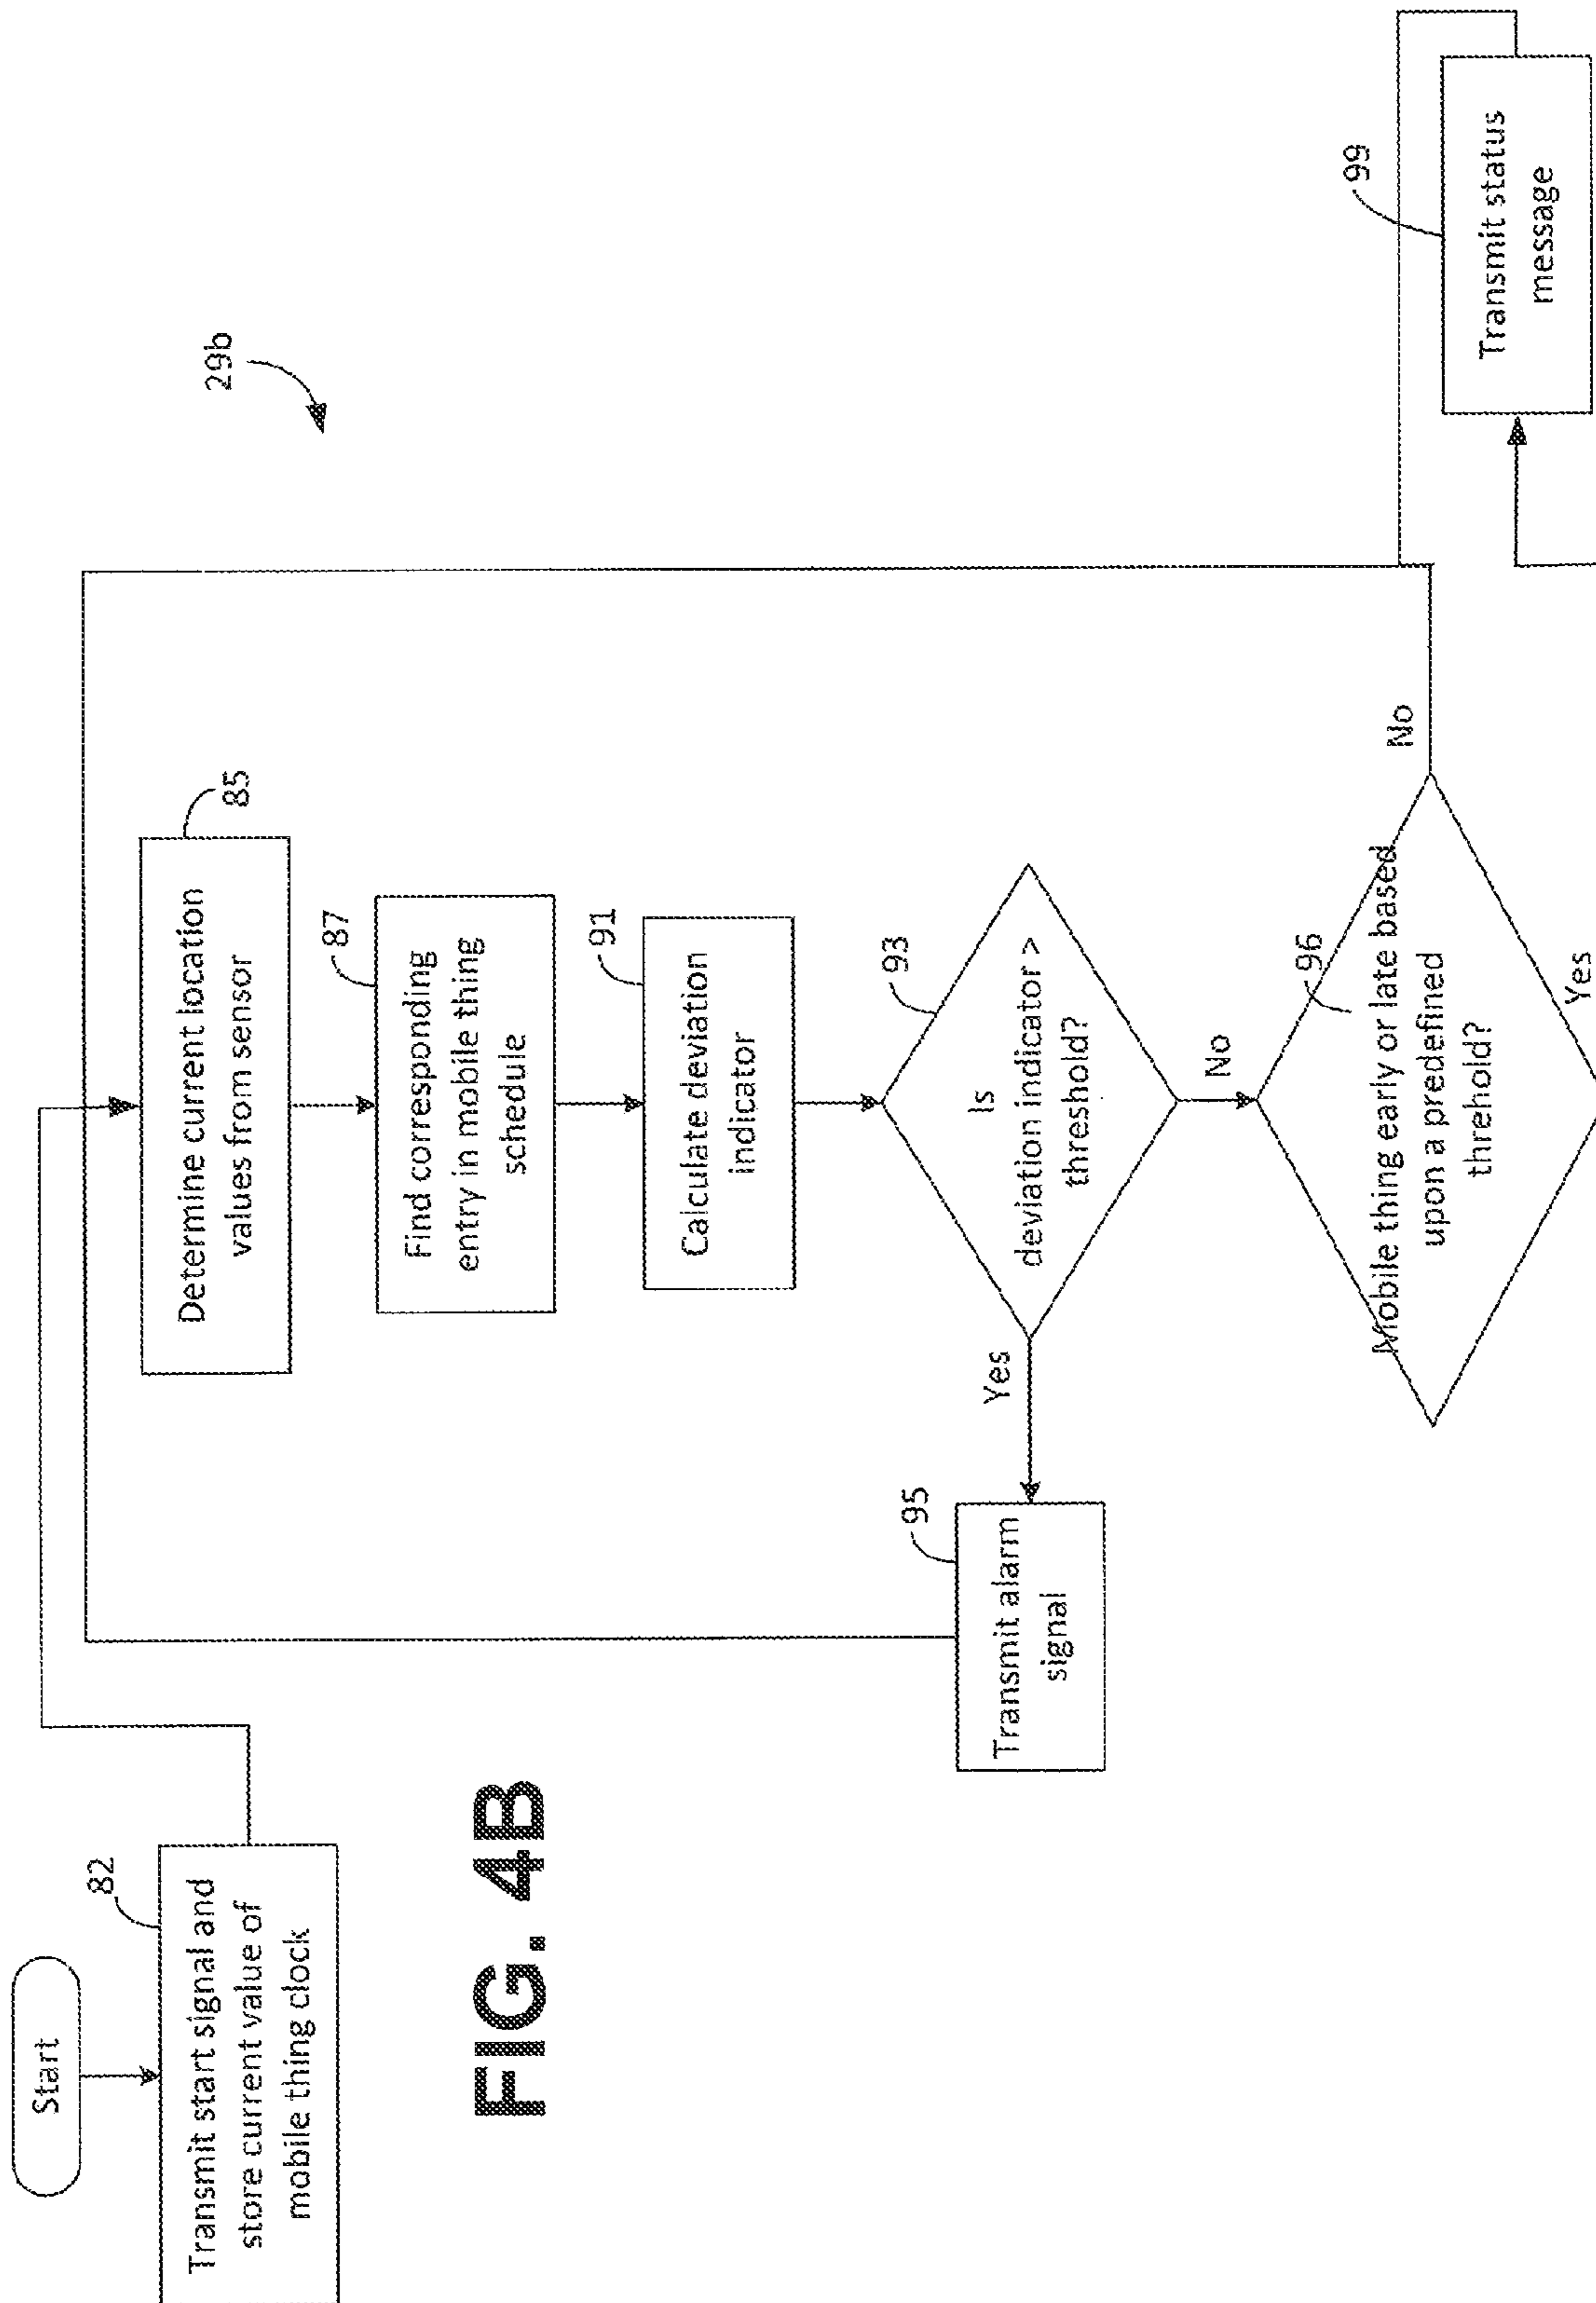 Start
82
Transmit start signal and
store current value of
mobile thing clock
29b
85
Determine current location
values from sensor
87
Find corresponding
entry in mobile thing
schedule
91
Calculate deviation
indicator
93
Is
deviation indicator >
threshold?
Yes
No
95
Transmit alarm
signal
96
Mobile thing early or late based
upon a predefined
threhold?
No
Yes
99
Transmit status
message
FIG. 4B